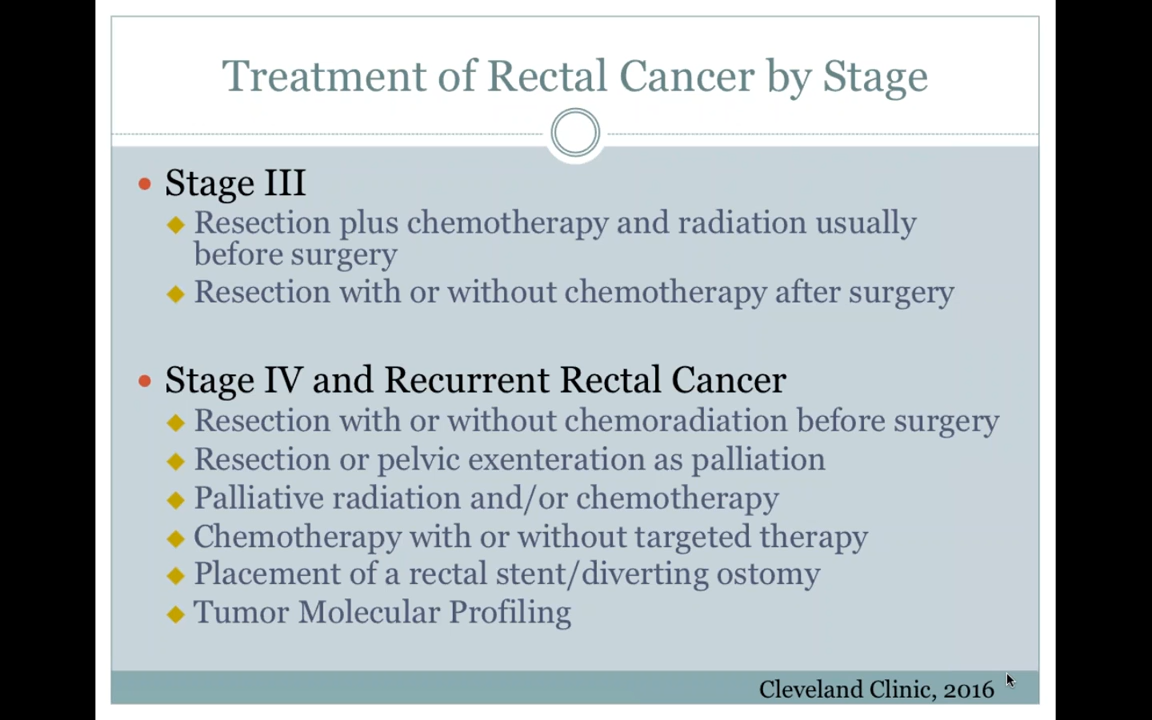 Treatment of Rectal Cancer by Stage
Stage III
Resection plus chemotherapy and radiation usually
before surgery
Resection with or without chemotherapy after surgery
Stage IV and Recurrent Rectal Cancer
Resection with or without chemoradiation before surgery
Resection or pelvic exenteration as palliation
Palliative radiation and/or chemotherapy
Chemotherapy with or without targeted therapy
Placement of a rectal stent/diverting ostomy
Tumor Molecular Profiling
Cleveland Clinic, 2016